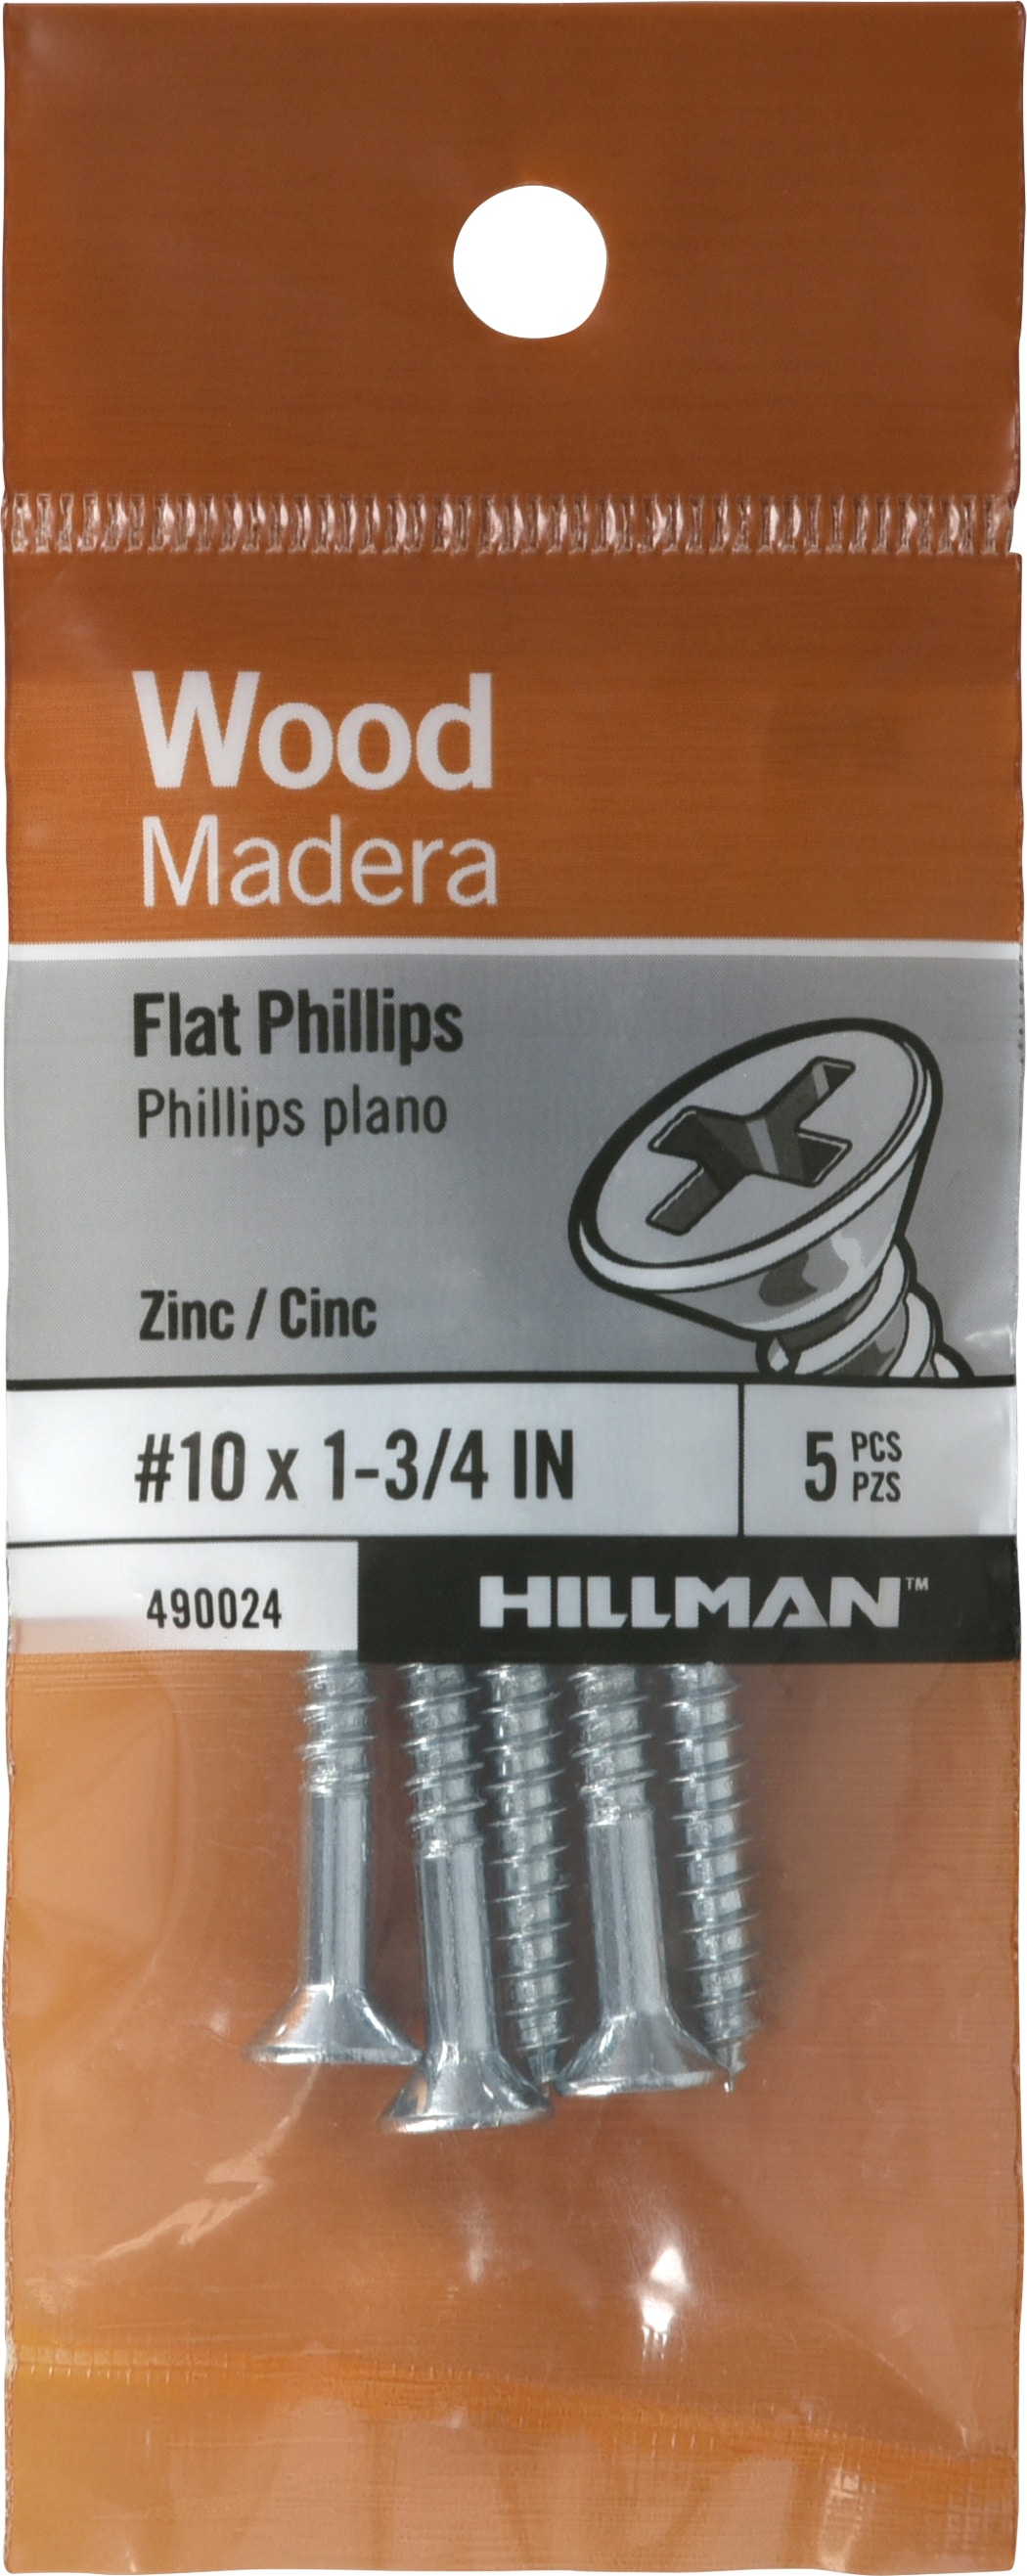 Wood
Madera
Flat Phillips
Phillips plano
Zinc / Cinc
#10 x 1-3/4 IN
5 PCS
PZS
490024
HILLMAN™